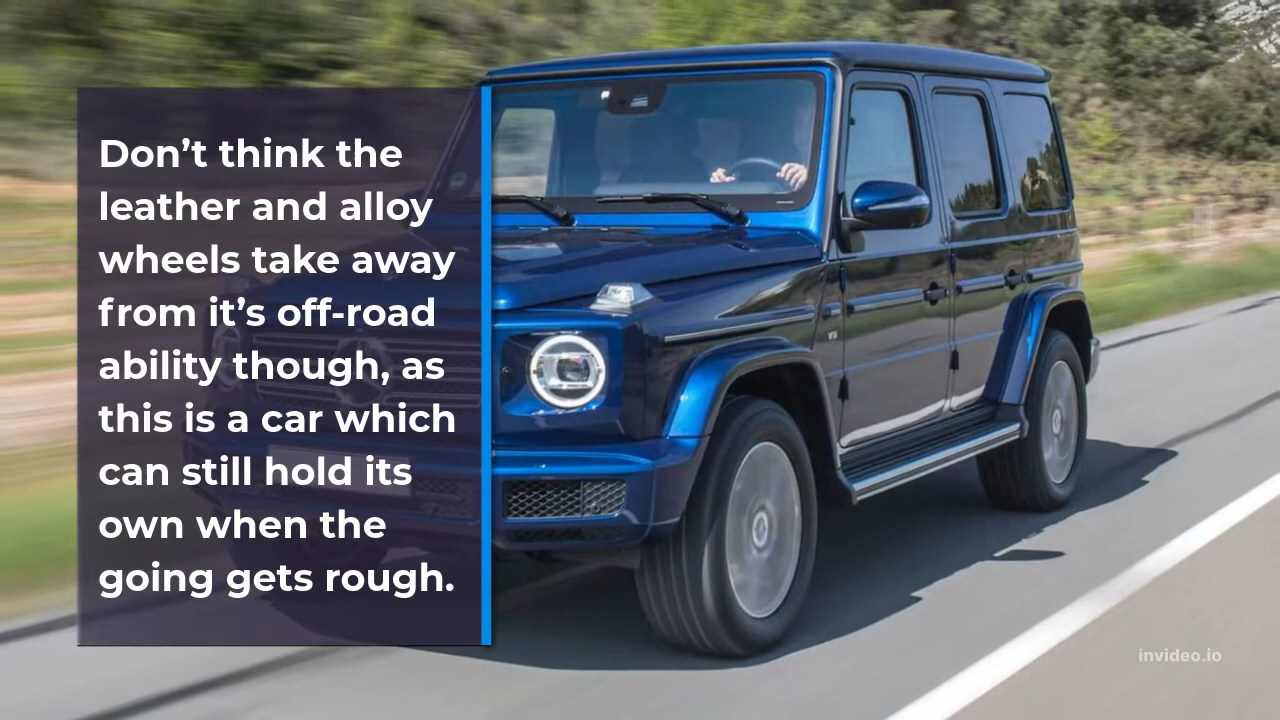 Don’t think the
leather and alloy
wheels take away
from it’s off-road
ability though, as
this is a car which
can still hold its
own when the
going gets rough.
V8
invideo.io